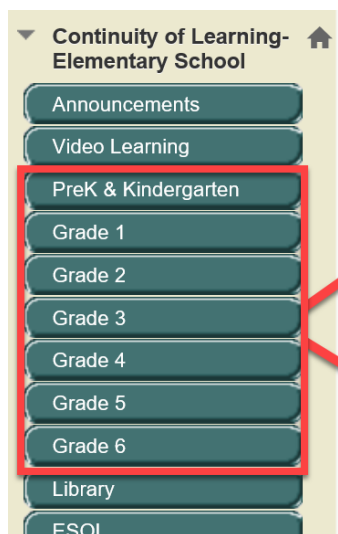 Continuity of Learning-
Elementary School
Announcements
Video Learning
PreK & Kindergarten
Grade 1
Grade 2
Grade 3
Grade 4
Grade 5
Grade 6
Library
ESOL